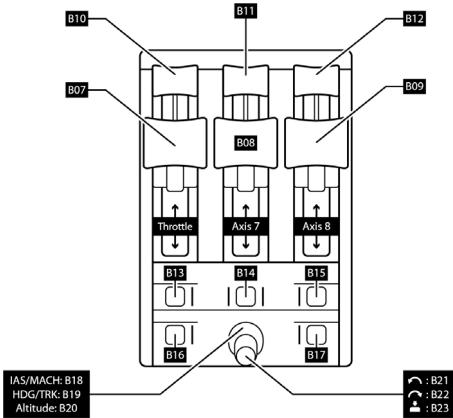 B10
B11
B12
B07
B09
B08
Throttle
Axis 7
Axis 8
B13
B14
B15
B16
B17
IAS/MACH: B18
HDG/TRK: B19
Altitude: B20
: B21
: B22
: B23